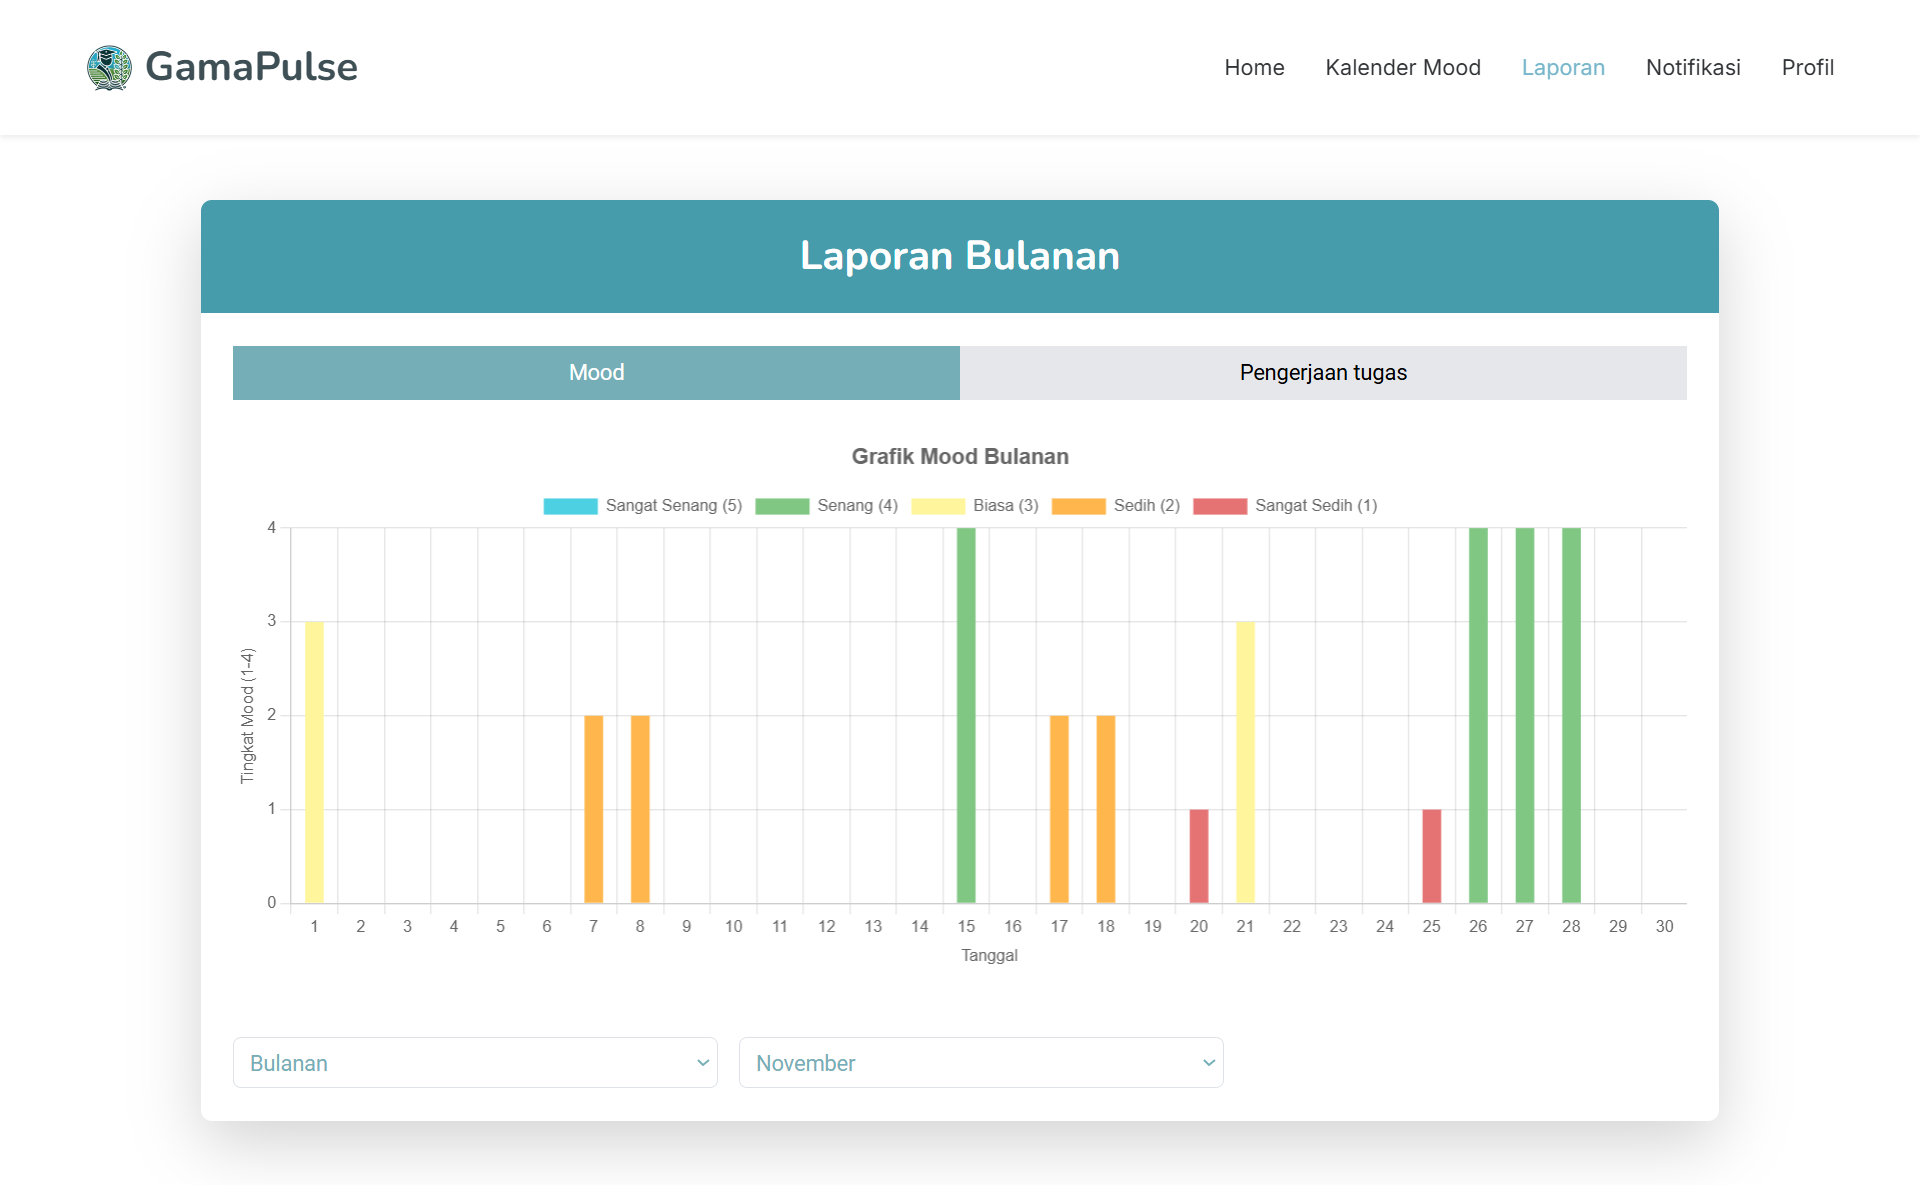 GamaPulse
Home Kalender Mood Laporan Notifikasi Profil
Laporan Bulanan
Mood Pengerjaan tugas
Grafik Mood Bulanan
Sangat Senang (5) Senang (4) Biasa (3) Sedih (2) Sangat Sedih (1)
Tingkat Mood (1-4)
4
3
2
1
0
1 2 3 4 5 6 7 8 9 10 11 12 13 14 15 16 17 18 19 20 21 22 23 24 25 26 27 28 29 30
Tanggal
Bulanan November